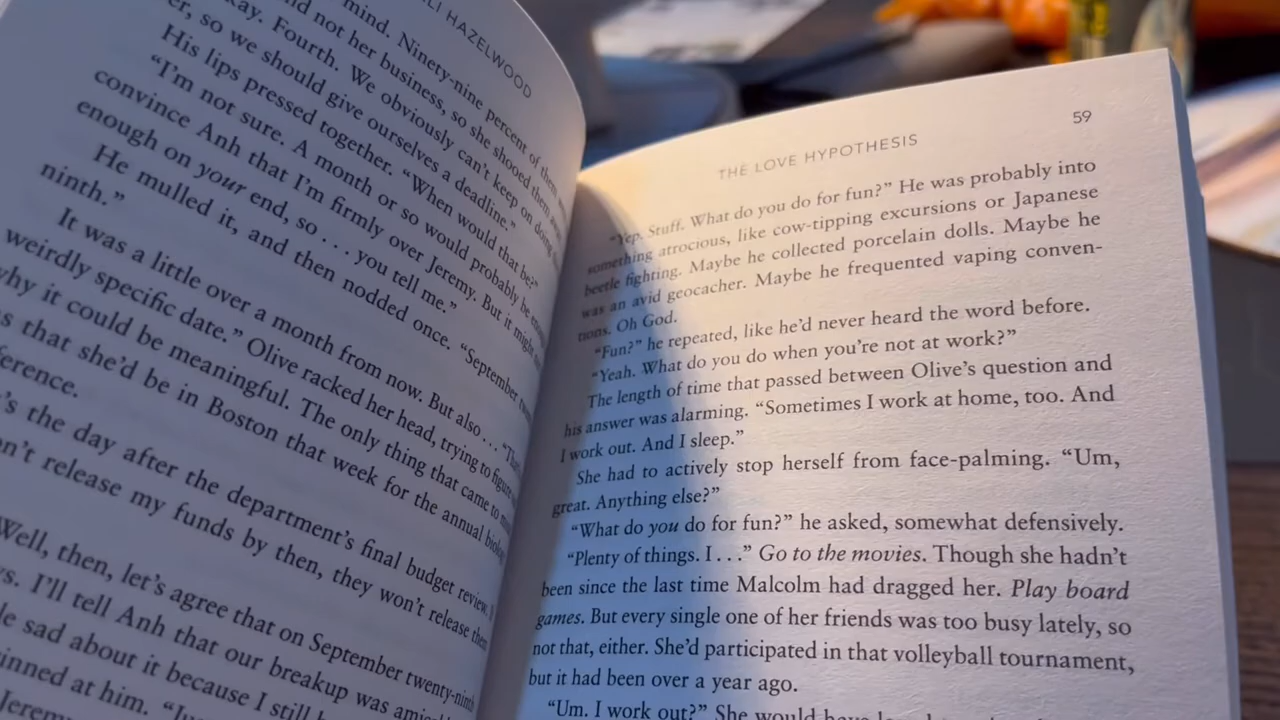 LI HAZELWOOD
mind. Ninety-nine percent of them
not her business, so she shooed them
kay. Fourth. We obviously can't keep on doing
er, so we should give ourselves a deadline."
His lips pressed together. "When would that be?"
"I'm not sure. A month or so would probably be
convince Anh that I'm firmly over Jeremy. But it might
enough on your end, so . . . you tell me."
He mulled it, and then nodded once. "September
ninth."
It was a little over a month from now. But also . . .
weirdly specific date." Olive racked her head, trying to figure
why it could be meaningful. The only thing that came to
s that she'd be in Boston that week for the annual
ference.
's the day after the department's final budget review.
n't release my funds by then, they won't release them
Well, then, let's agree that on September twenty-ninth
I'll tell Anh that our breakup was
sad about it because I still
inned at him.
Jeremy
THE LOVE HYPOTHESIS
59
"Yep. Stuff. What do you do for fun?" He was probably into
something atrocious, like cow-tipping excursions or Japanese
beetle fighting. Maybe he collected porcelain dolls. Maybe he
was an avid geocacher. Maybe he frequented vaping conven-
tions. Oh God.
"Fun?" he repeated, like he'd never heard the word before.
"Yeah. What do you do when you're not at work?"
The length of time that passed between Olive's question and
his answer was alarming. "Sometimes I work at home, too. And
I work out. And I sleep."
She had to actively stop herself from face-palming. "Um,
great. Anything else?"
"What do you do for fun?" he asked, somewhat defensively.
"Plenty of things. I . . ." Go to the movies. Though she hadn't
been since the last time Malcolm had dragged her. Play board
games. But every single one of her friends was too busy lately, so
not that, either. She'd participated in that volleyball tournament,
but it had been over a year ago.
"Um. I work out?" She would have